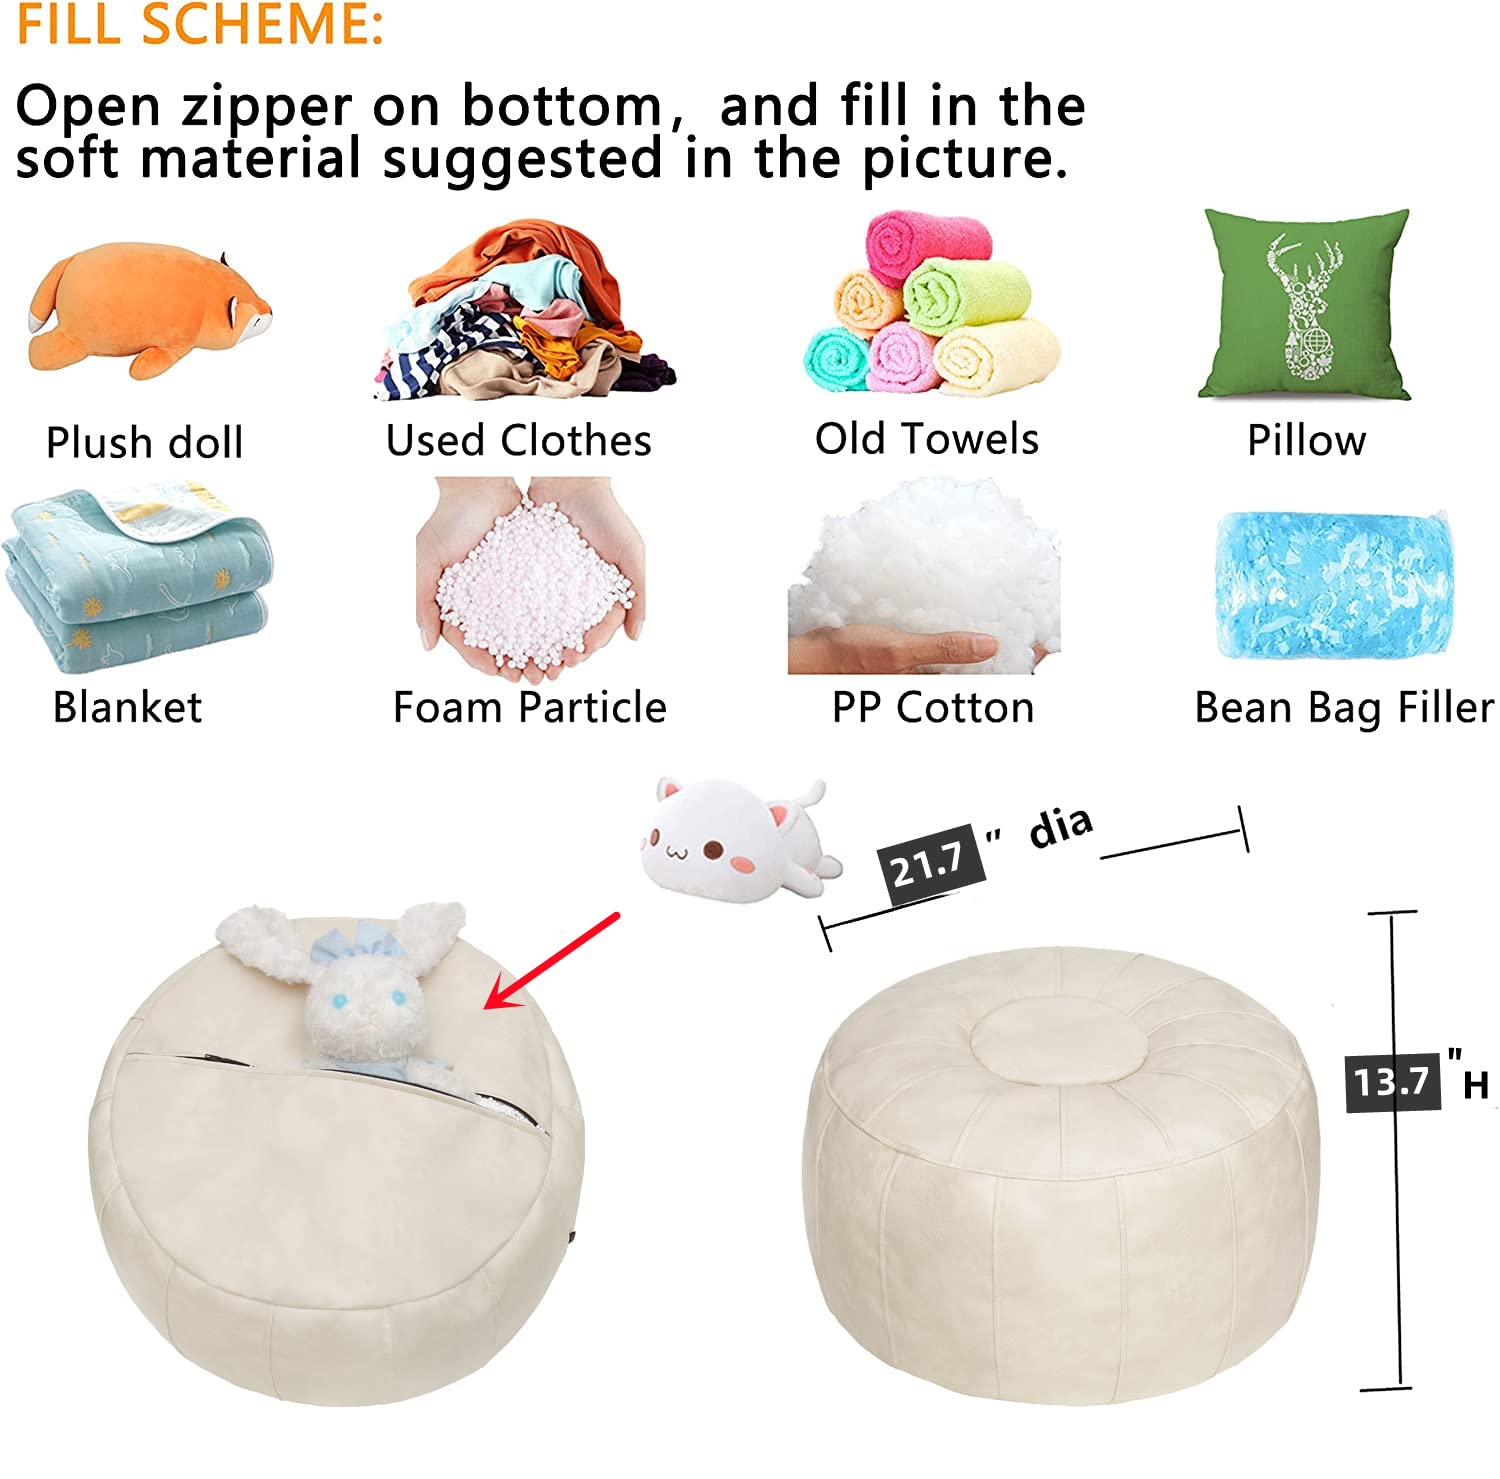 FILL SCHEME:
Open zipper on bottom, and fill in the
soft material suggested in the picture.
Plush doll
Used Clothes
Old Towels
Pillow
Blanket
Foam Particle
PP Cotton
Bean Bag Filler
21.7" dia
13.7"H